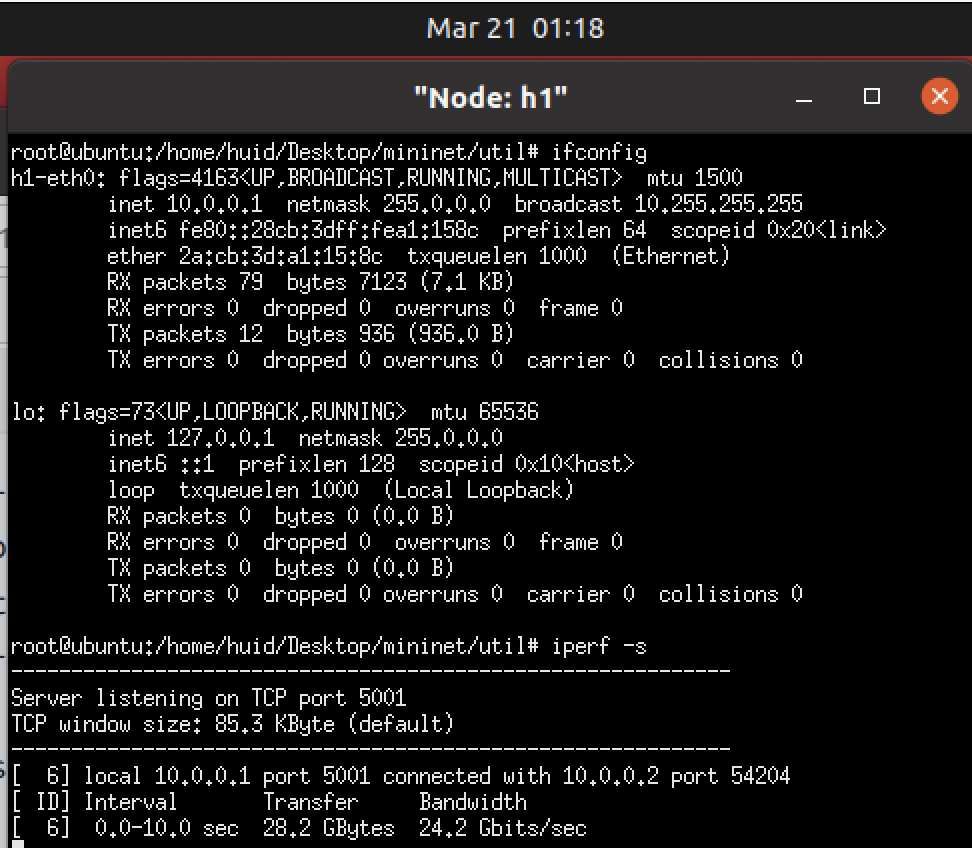 Mar 21 01:18
"Node: h1"
root@ubuntu:/home/huid/Desktop/mininet/util# ifconfig
h1-eth0: flags=4163<UP,BROADCAST,RUNNING,MULTICAST>  mtu 1500
        inet 10.0.0.1  netmask 255.0.0.0  broadcast 10.255.255.255
        inet6 fe80::28cb:3dff:fea1:158c  prefixlen 64  scopeid 0x20<link>
        ether 2a:cb:3d:a1:15:8c  txqueuelen 1000  (Ethernet)
        RX packets 79  bytes 7123 (7.1 KB)
        RX errors 0  dropped 0  overruns 0  frame 0
        TX packets 12  bytes 936 (936.0 B)
        TX errors 0  dropped 0 overruns 0  carrier 0  collisions 0

lo: flags=73<UP,LOOPBACK,RUNNING>  mtu 65536
        inet 127.0.0.1  netmask 255.0.0.0
        inet6 ::1  prefixlen 128  scopeid 0x10<host>
        loop  txqueuelen 1000  (Local Loopback)
        RX packets 0  bytes 0 (0.0 B)
        RX errors 0  dropped 0  overruns 0  frame 0
        TX packets 0  bytes 0 (0.0 B)
        TX errors 0  dropped 0 overruns 0  carrier 0  collisions 0

root@ubuntu:/home/huid/Desktop/mininet/util# iperf -s
------------------------------------------------------------
Server listening on TCP port 5001
TCP window size: 85.3 KByte (default)
------------------------------------------------------------
[  6] local 10.0.0.1 port 5001 connected with 10.0.0.2 port 54204
[ ID] Interval       Transfer     Bandwidth
[  6]  0.0-10.0 sec  28.2 GBytes  24.2 Gbits/sec